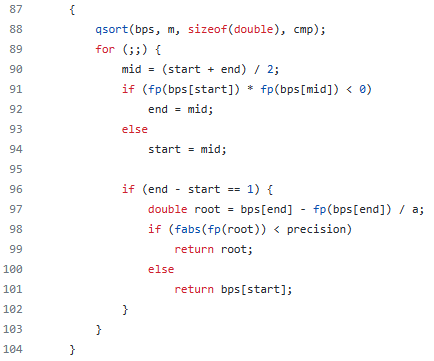 87 {
88 qsort(bps, m, sizeof(double), cmp);
89 for (;;) {
90 mid = (start + end) / 2;
91 if (fp(bps[start]) * fp(bps[mid]) < 0)
92 end = mid;
93 else
94 start = mid;
95
96 if (end - start == 1) {
97 double root = bps[end] - fp(bps[end]) / a;
98 if (fabs(fp(root)) < precision)
99 return root;
100 else
101 return bps[start];
102 }
103 }
104 }